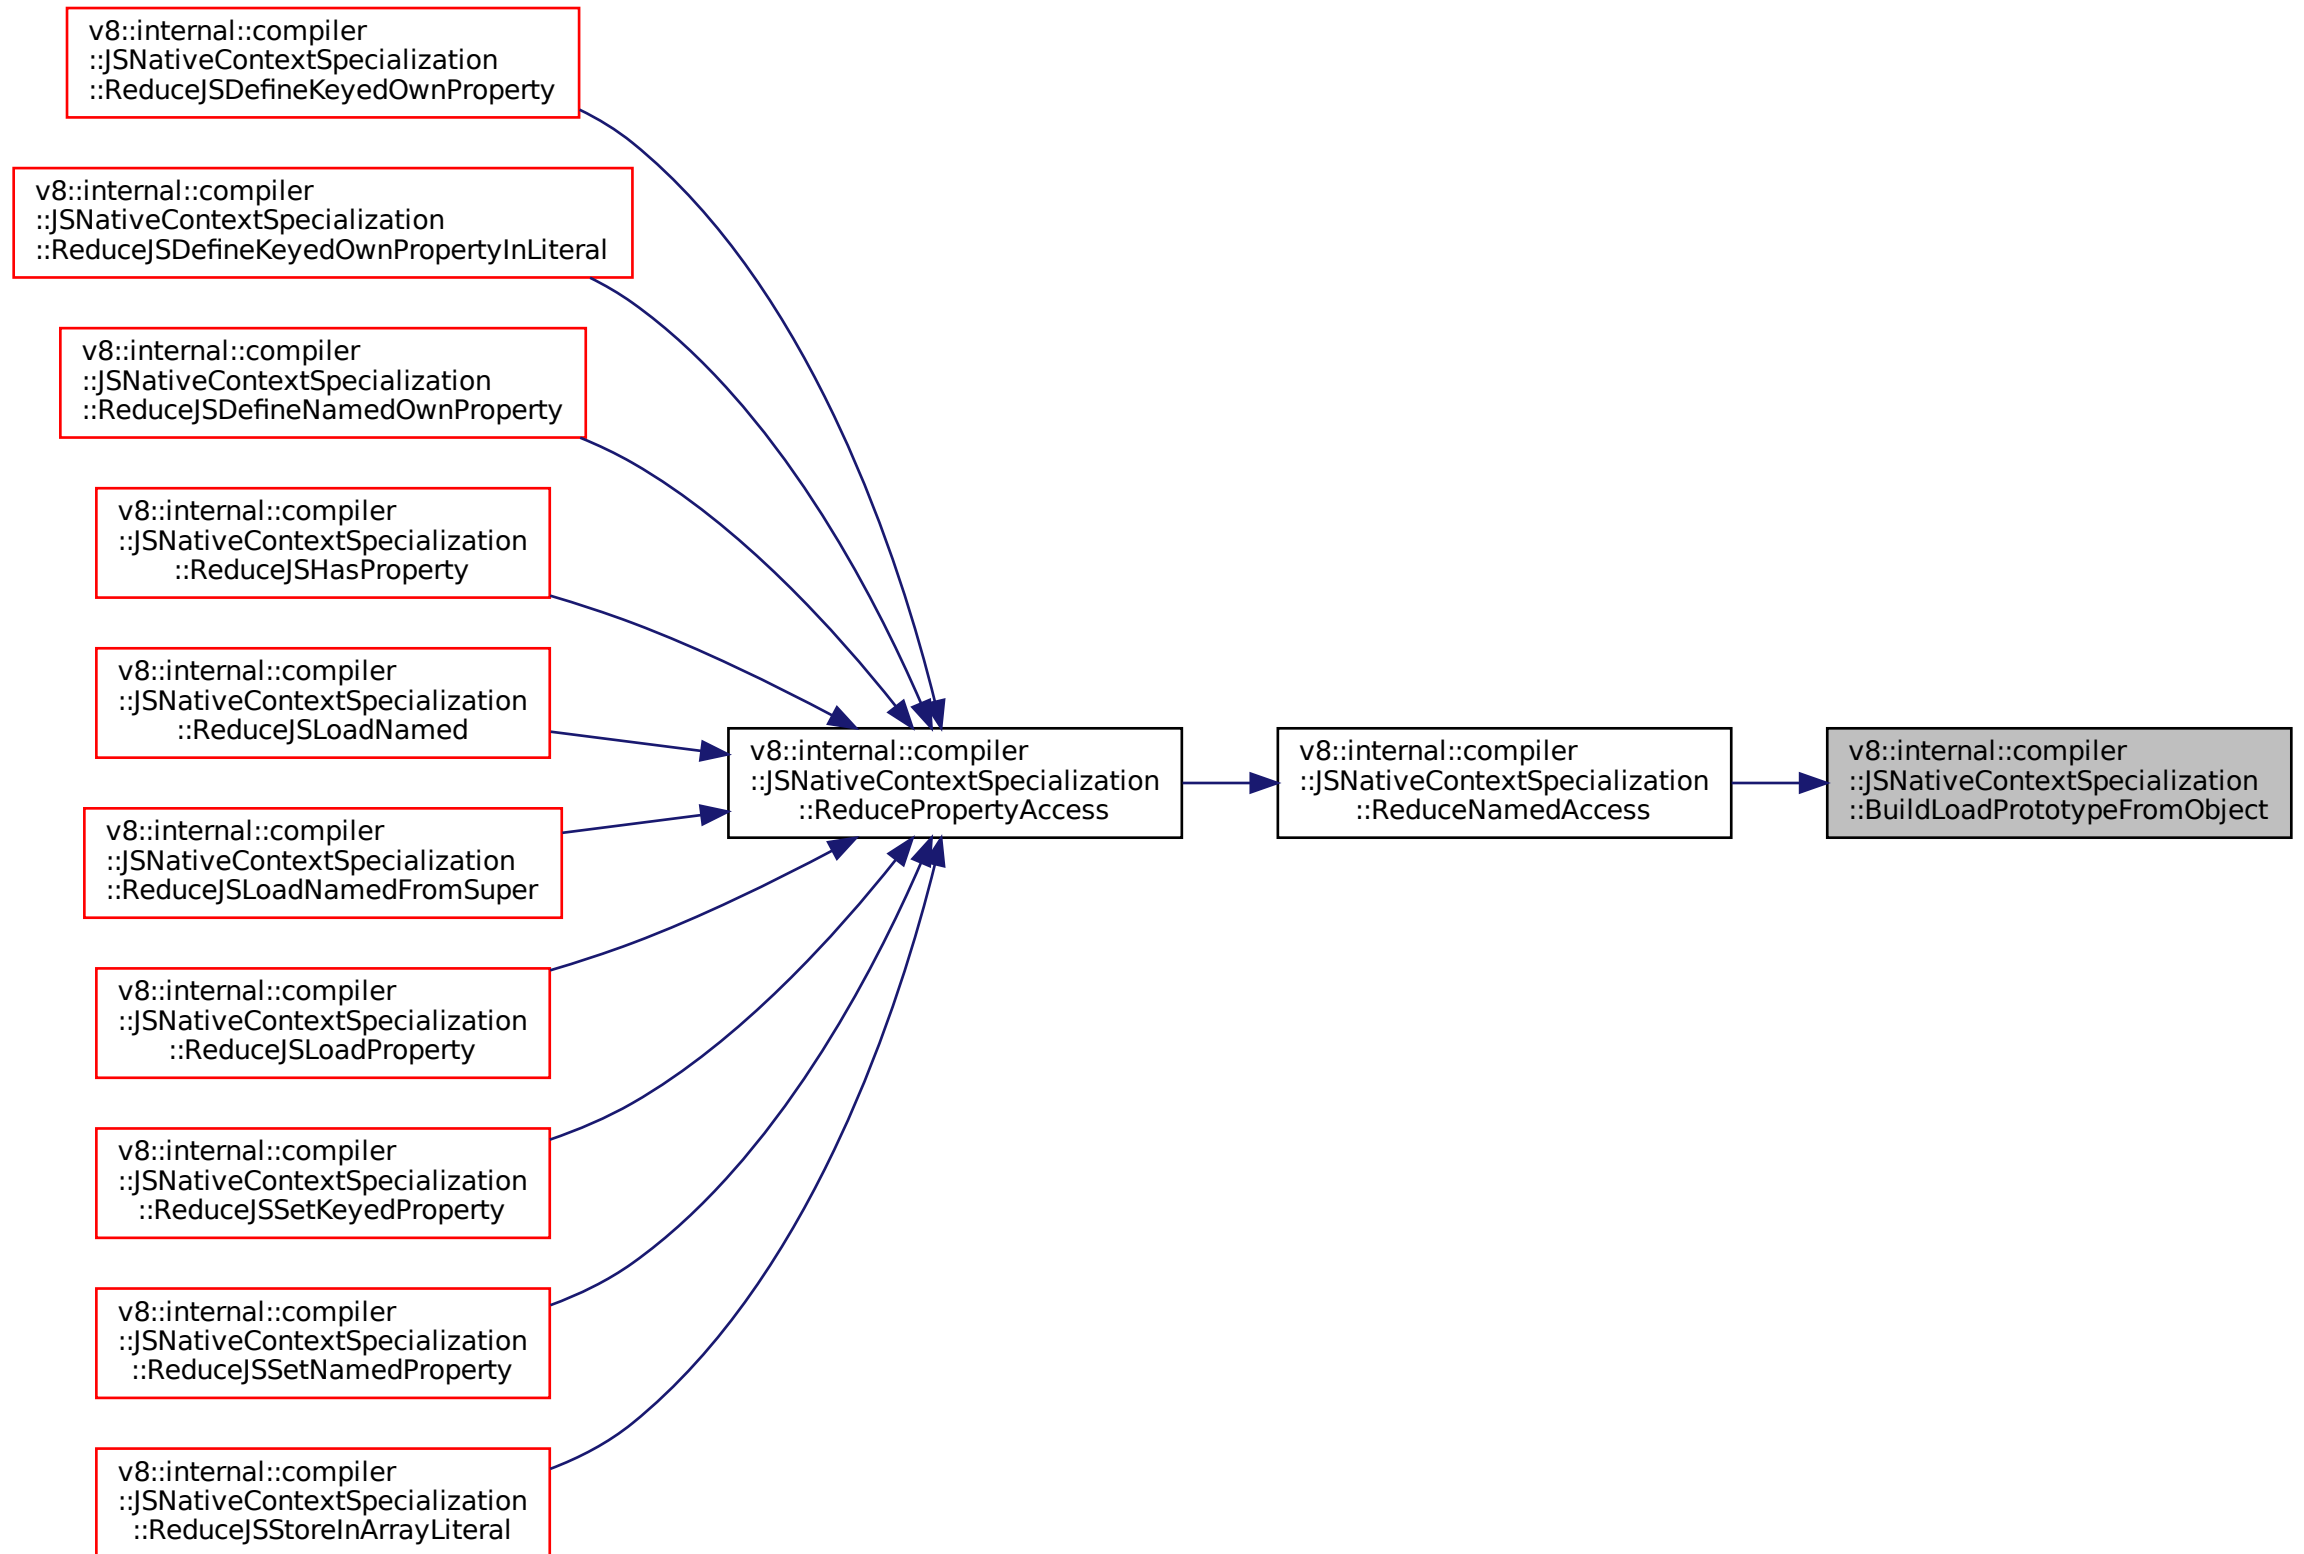 v8::internal::compiler
::JSNativeContextSpecialization
::ReduceJSDefineKeyedOwnProperty
v8::internal::compiler
::JSNativeContextSpecialization
::ReduceJSDefineKeyedOwnPropertyInLiteral
v8::internal::compiler
::JSNativeContextSpecialization
::ReduceJSDefineNamedOwnProperty
v8::internal::compiler
::JSNativeContextSpecialization
::ReduceJSHasProperty
v8::internal::compiler
::JSNativeContextSpecialization
::ReduceJSLoadNamed
v8::internal::compiler
::JSNativeContextSpecialization
::ReduceJSLoadNamedFromSuper
v8::internal::compiler
::JSNativeContextSpecialization
::ReduceJSLoadProperty
v8::internal::compiler
::JSNativeContextSpecialization
::ReduceJSSetKeyedProperty
v8::internal::compiler
::JSNativeContextSpecialization
::ReduceJSSetNamedProperty
v8::internal::compiler
::JSNativeContextSpecialization
::ReduceJSStoreInArrayLiteral
v8::internal::compiler
::JSNativeContextSpecialization
::ReducePropertyAccess
v8::internal::compiler
::JSNativeContextSpecialization
::ReduceNamedAccess
v8::internal::compiler
::JSNativeContextSpecialization
::BuildLoadPrototypeFromObject